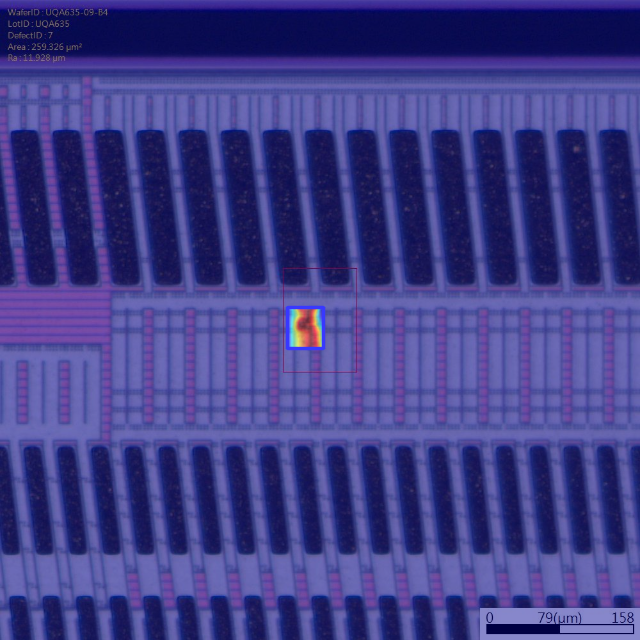 WaferID : UQA635-09-B4
LotID : UQA635
DefectID : 7
Area : 259.326 µm²
Ra : 11.928 µm
0 79(µm) 158